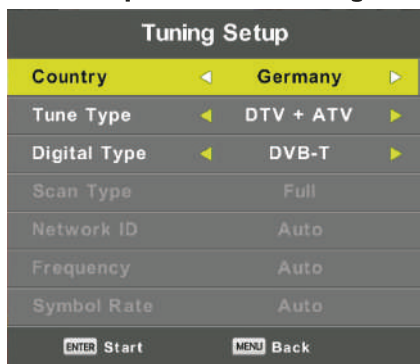 Tuning Setup
Country Germany
Tune Type DTV + ATV
Digital Type DVB-T
Scan Type Full
Network ID Auto
Frequency Auto
Symbol Rate Auto
ENTER Start MENU Back